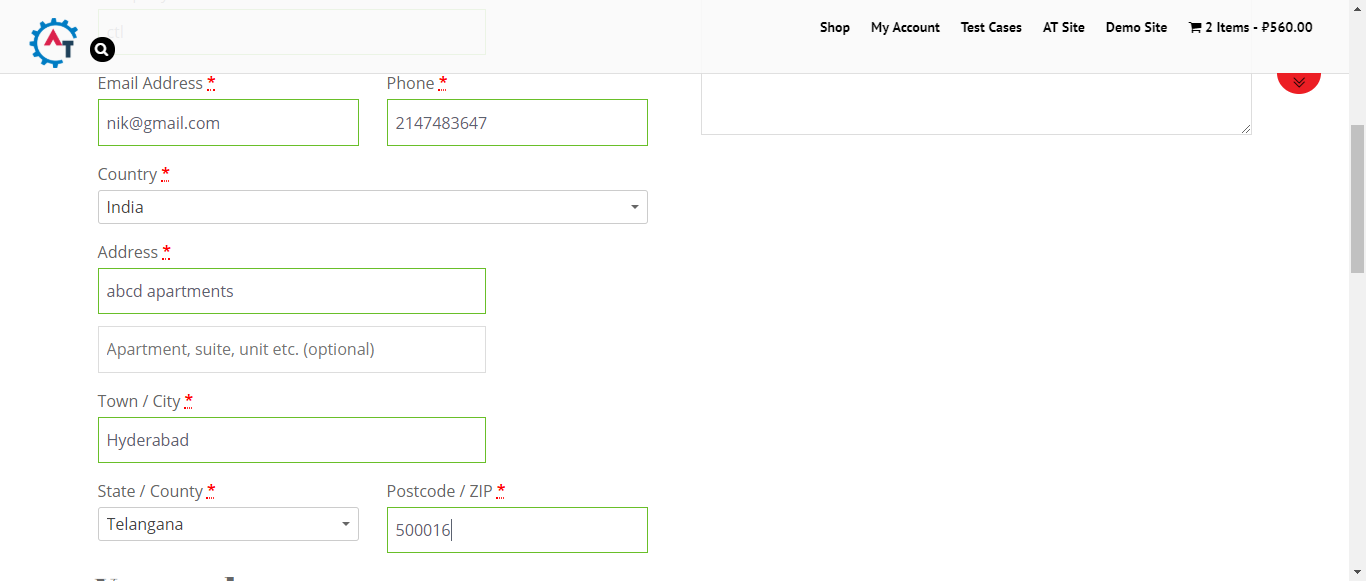 Shop My Account Test Cases AT Site Demo Site 2 Items - ₽560.00
AT
ctl
Email Address * Phone *
nik@gmail.com 2147483647
Country *
India
Address *
abcd apartments
Apartment, suite, unit etc. (optional)
Town / City *
Hyderabad
State / County * Postcode / ZIP *
Telangana 500016